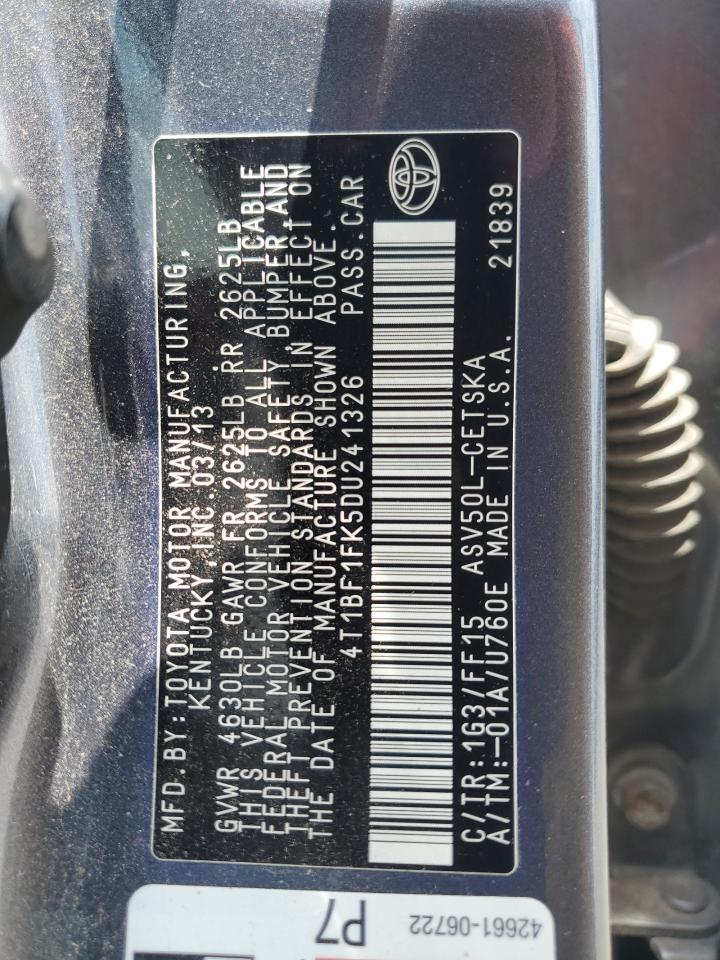 MFD.BY:TOYOTA MOTOR MANUFACTURING,
KENTUCKY,INC.03/13
GVWR 4630LB GAWR FR 2625LB RR 2625LB
THIS VEHICLE CONFORMS TO ALL APPLICABLE
FEDERAL MOTOR VEHICLE SAFETY BUMPER,AND
THEFT PREVENTION STANDARDS IN EFFECT ON
THE DATE OF MANUFACTURE SHOWN ABOVE.
4T1BF1FK5DU241326 PASS.CAR
C/TR:1G3/FF15 ASV50L-CETSKA
A/TM:-01A/U760E MADE IN U.S.A. 21839
P7
42661-06722